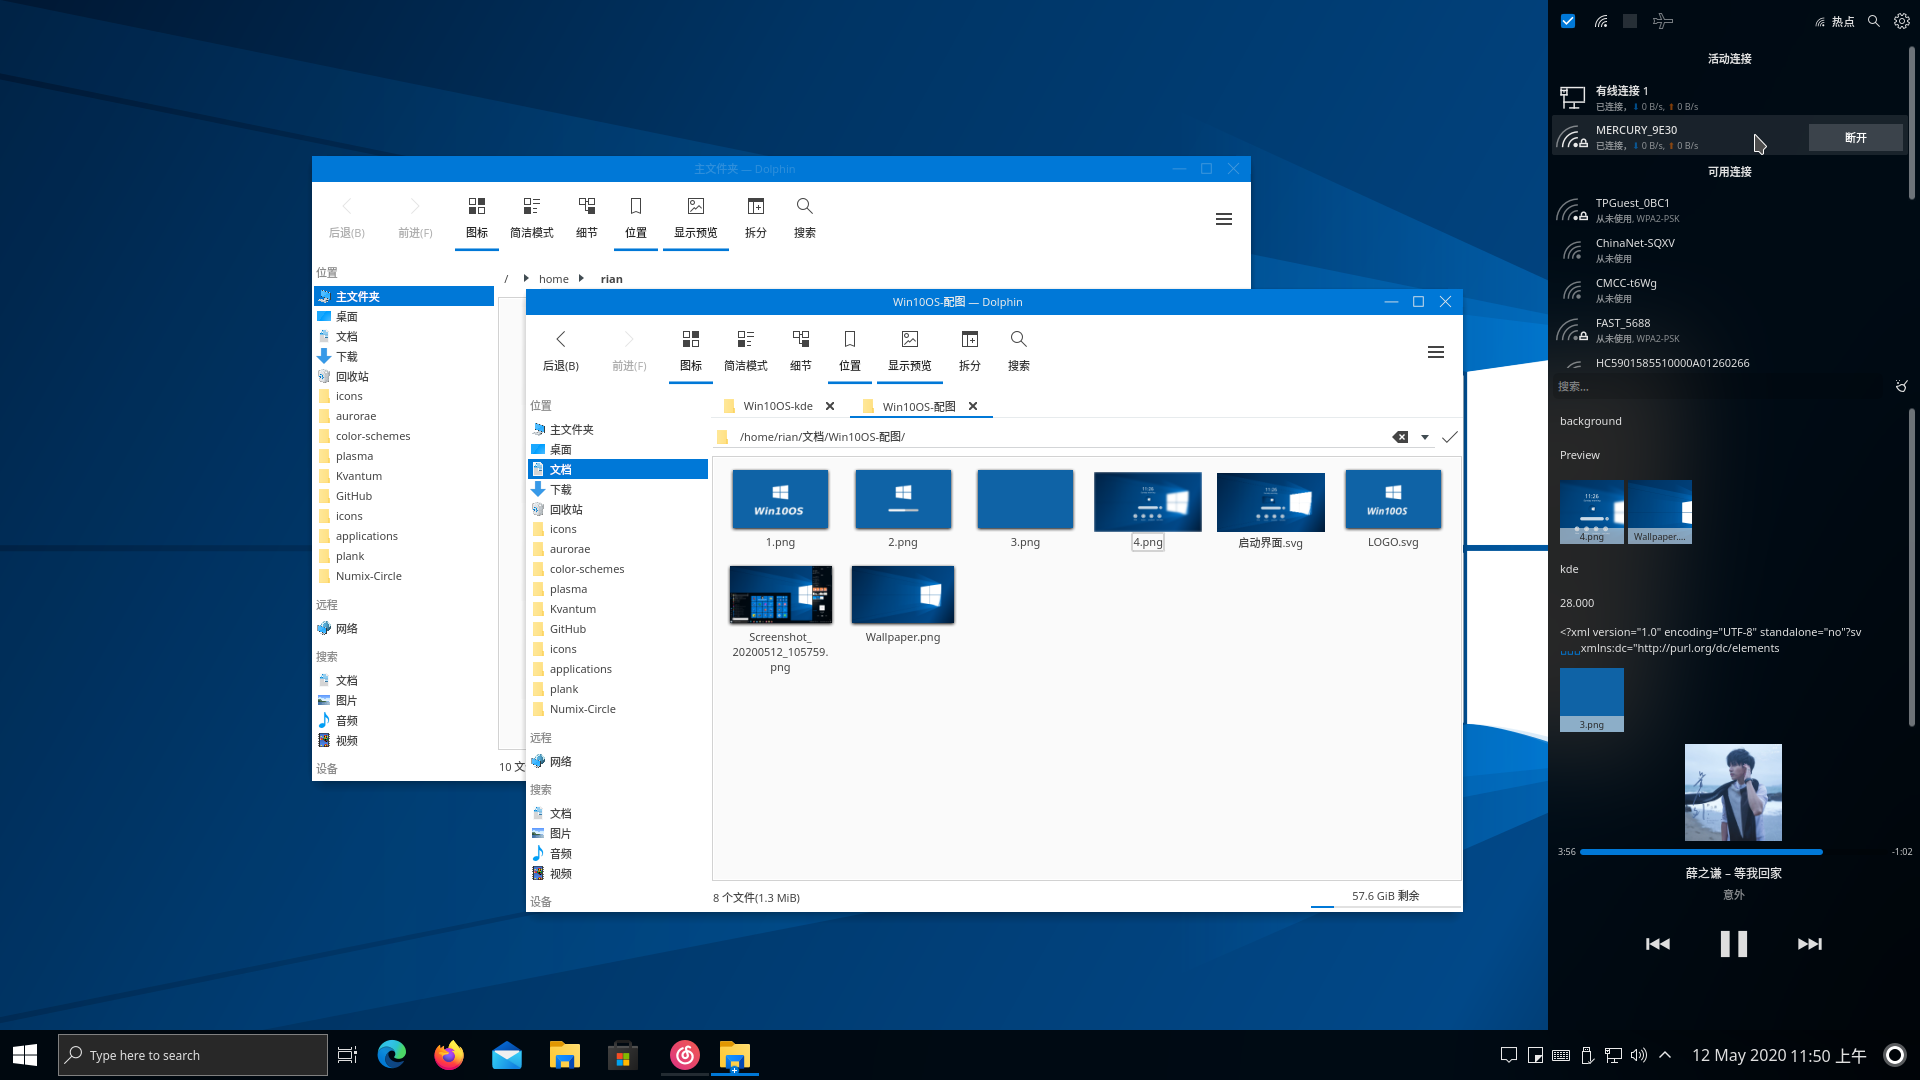 主文件夹 — Dolphin
后退(B)
前进(F)
图标
简洁模式
细节
位置
显示预览
拆分
搜索
位置
主文件夹
桌面
文档
下载
回收站
icons
aurorae
color-schemes
plasma
Kvantum
GitHub
icons
applications
plank
Numix-Circle
远程
网络
搜索
文档
图片
音频
视频
设备
/ home rian
10 文
Win10OS-配图 — Dolphin
后退(B)
前进(F)
图标
简洁模式
细节
位置
显示预览
拆分
搜索
位置
主文件夹
桌面
文档
下载
回收站
icons
aurorae
color-schemes
plasma
Kvantum
GitHub
icons
applications
plank
Numix-Circle
远程
网络
搜索
文档
图片
音频
视频
设备
Win10OS-kde
Win10OS-配图
/home/rian/文档/Win10OS-配图/
Win10OS
1.png
2.png
3.png
11:26
4.png
11:26
启动界面.svg
Win10OS
LOGO.svg
Screenshot_
20200512_105759.
png
Wallpaper.png
8 个文件(1.3 MiB)
57.6 GiB 剩余
热点
活动连接
有线连接 1
已连接, 0 B/s, 0 B/s
MERCURY_9E30
已连接, 0 B/s, 0 B/s
断开
可用连接
TPGuest_0BC1
从未使用, WPA2-PSK
ChinaNet-SQXV
从未使用
CMCC-t6Wg
从未使用
FAST_5688
从未使用, WPA2-PSK
HC5901585510000A01260266
搜索...
background
Preview
11:26
4.png
Wallpaper....
kde
28.000
<?xml version="1.0" encoding="UTF-8" standalone="no"?sv
xmlns:dc="http://purl.org/dc/elements
3.png
3:56
-1:02
薛之谦 – 等我回家
意外
Type here to search
12 May 2020 11:50 上午